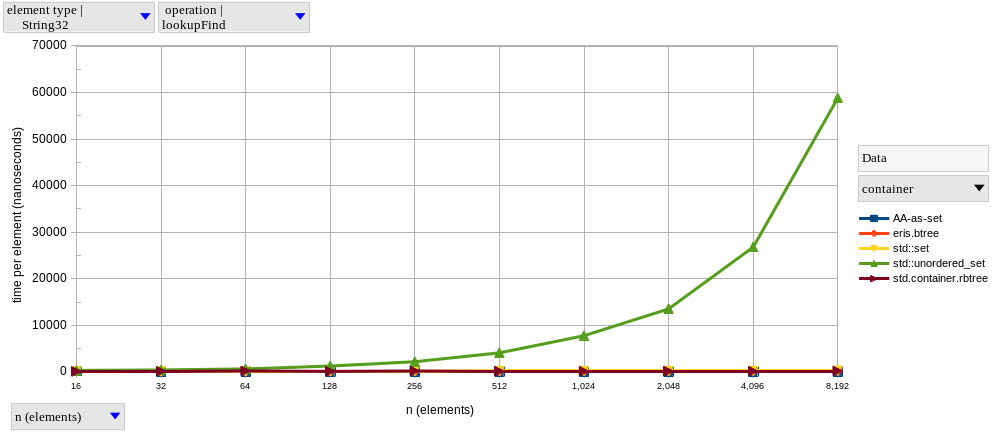 element type |
String32
operation |
lookupFind
70000
60000
50000
40000
30000
20000
10000
0
time per element (nanoseconds)
16 32 64 128 256 512 1,024 2,048 4,096 8,192
n (elements)
n (elements)
Data
container
AA-as-set
eris.btree
std::set
std::unordered_set
std.container.rbtree